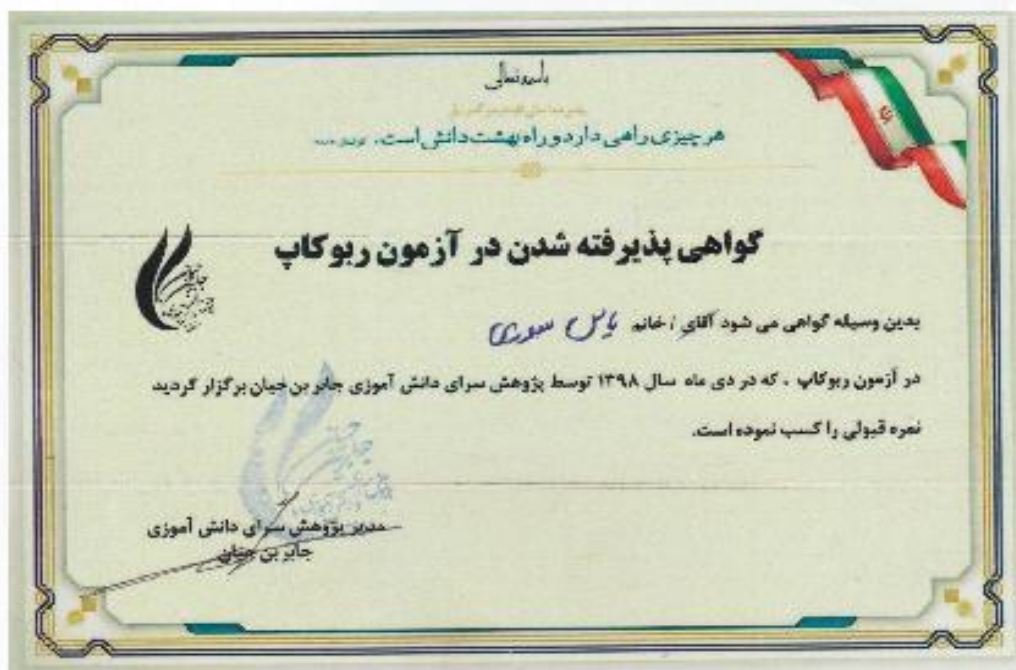 باسمه تعالی
هر چیزی راهی دارد و راه بهشت دانش است.
گواهی پذیرفته شدن در آزمون ربوکاپ
بدین وسیله گواهی می شود آقای / خانم
در آزمون ربوکاپ ، که در دی ماه سال ۱۳۹۸ توسط پژوهش سرای دانش آموزی جابر بن حیان برگزار گردید
نمره قبولی را کسب نموده است.
مدیر پژوهش سرای دانش آموزی
جابر بن حیان